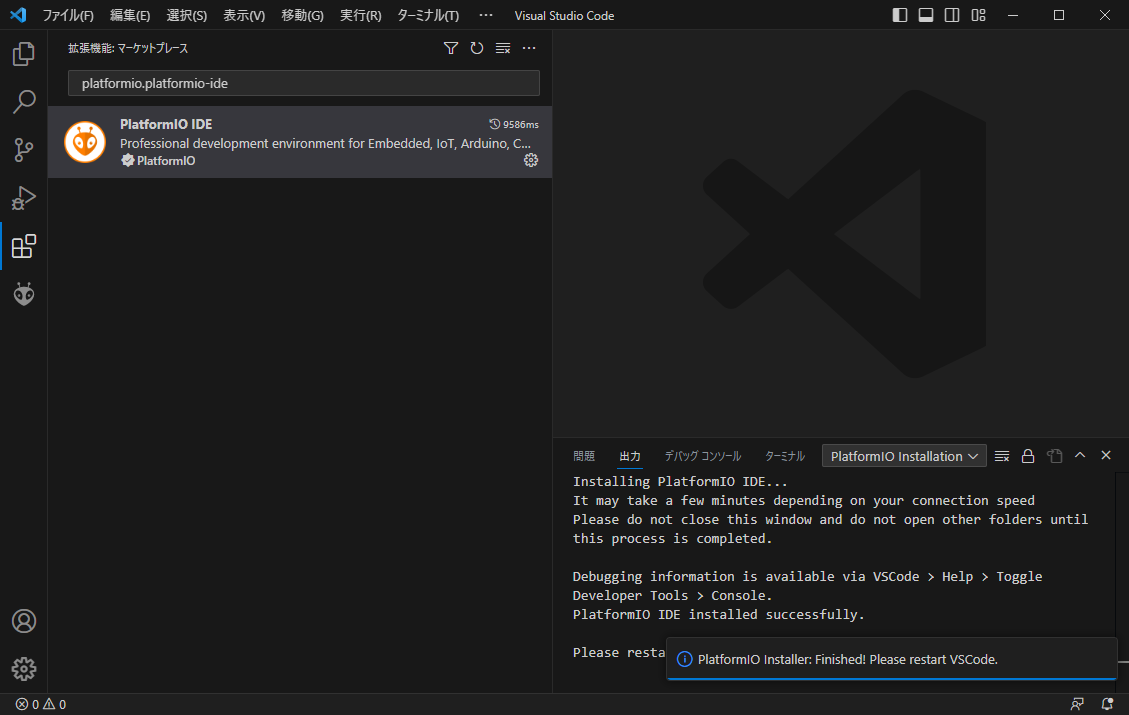 ファイル(F) 編集(E) 選択(S) 表示(V) 移動(G) 実行(R) ターミナル(T) ··· Visual Studio Code
拡張機能: マーケットプレース
platformio.platformio-ide
PlatformIO IDE 9586ms
Professional development environment for Embedded, IoT, Arduino, C...
PlatformIO
問題 出力 デバッグ コンソール ターミナル PlatformIO Installation
Installing PlatformIO IDE...
It may take a few minutes depending on your connection speed
Please do not close this window and do not open other folders until
this process is completed.
Debugging information is available via VSCode > Help > Toggle
Developer Tools > Console.
PlatformIO IDE installed successfully.
Please resta
PlatformIO Installer: Finished! Please restart VSCode.
0 0